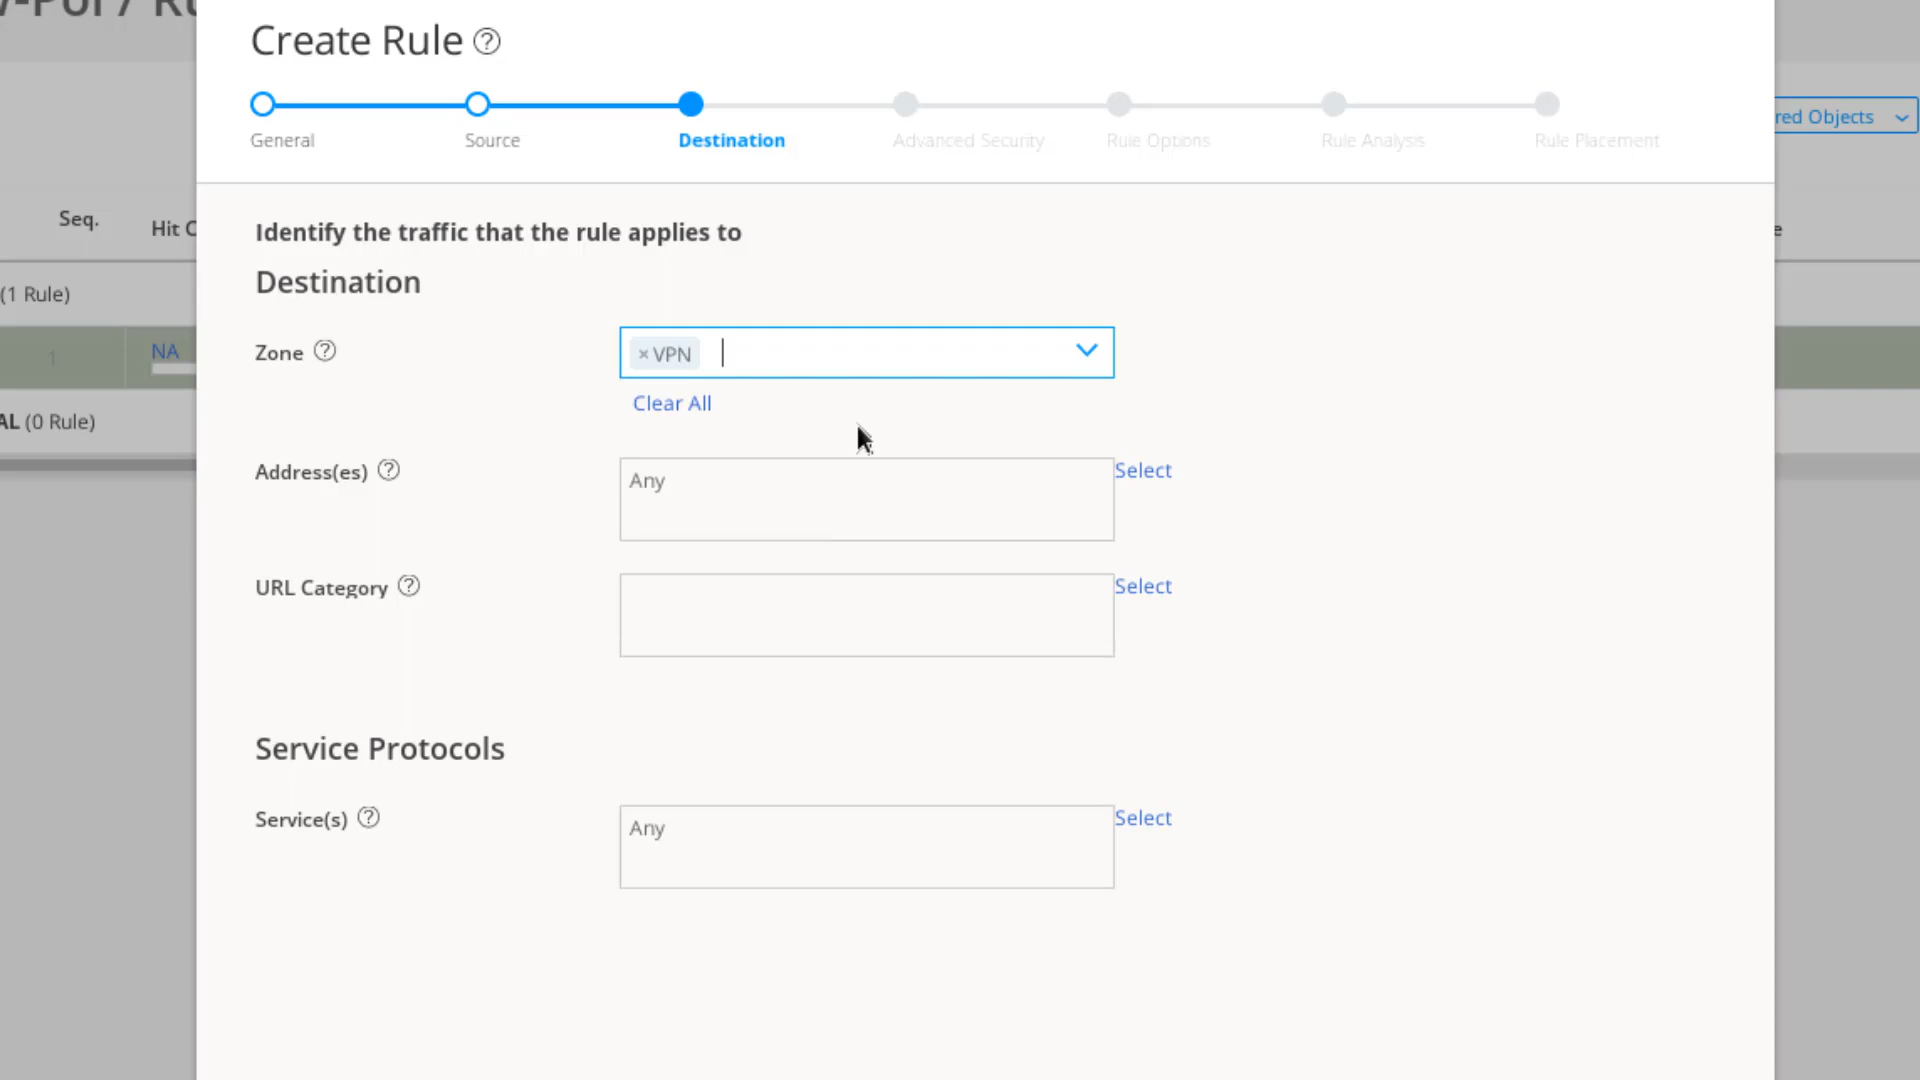 Create Rule
General
Source
Destination
Advanced Security
Rule Options
Rule Analysis
Rule Placement
red Objects
Seq.
Hit C
e
(1 Rule)
1
NA
AL (0 Rule)
Identify the traffic that the rule applies to
Destination
Zone
× VPN
Clear All
Address(es)
Any
Select
URL Category
Select
Service Protocols
Service(s)
Any
Select